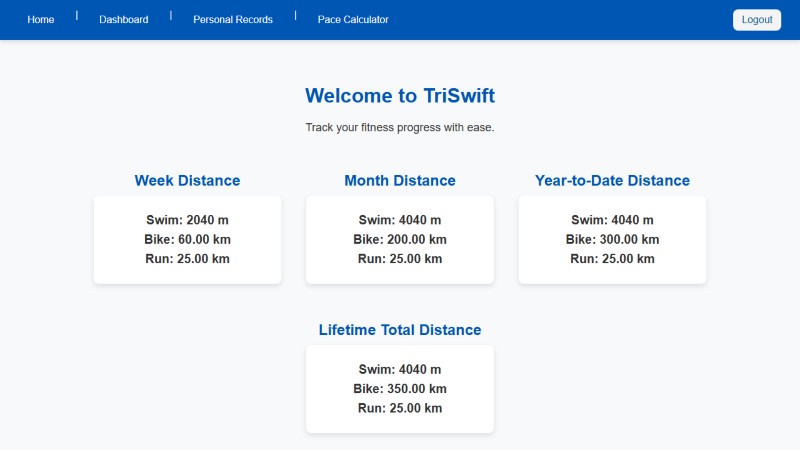 Home | Dashboard | Personal Records | Pace Calculator Logout
Welcome to TriSwift
Track your fitness progress with ease.
Week Distance
Swim: 2040 m
Bike: 60.00 km
Run: 25.00 km
Month Distance
Swim: 4040 m
Bike: 200.00 km
Run: 25.00 km
Year-to-Date Distance
Swim: 4040 m
Bike: 300.00 km
Run: 25.00 km
Lifetime Total Distance
Swim: 4040 m
Bike: 350.00 km
Run: 25.00 km